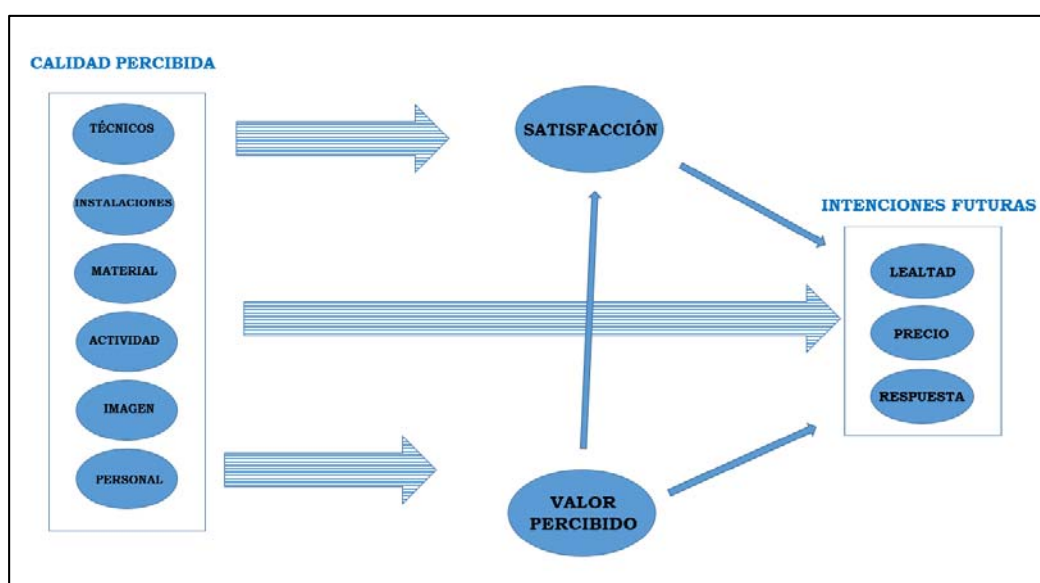 CALIDAD PERCIBIDA
TÉCNICOS
INSTALACIONES
MATERIAL
ACTIVIDAD
IMAGEN
PERSONAL
SATISFACCIÓN
VALOR
PERCIBIDO
INTENCIONES FUTURAS
LEALTAD
PRECIO
RESPUESTA